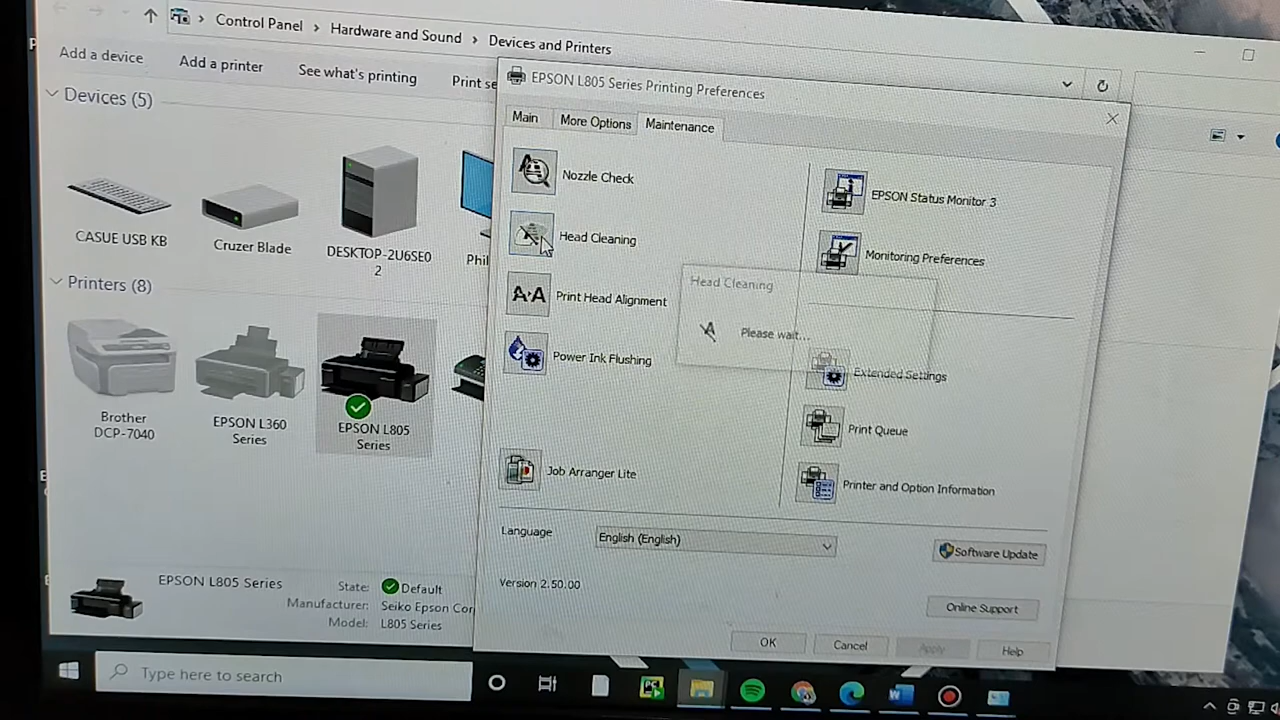 Control Panel > Hardware and Sound > Devices and Printers
Add a device
Add a printer
See what's printing
Print se
Devices (5)
CASUE USB KB
Cruzer Blade
DESKTOP-2U6SE0
2
Phil
Printers (8)
Brother
DCP-7040
EPSON L360
Series
EPSON L805
Series
EPSON L805 Series
State: Default
Manufacturer: Seiko Epson Cor
Model: L805 Series
EPSON L805 Series Printing Preferences
Main
More Options
Maintenance
Nozzle Check
Head Cleaning
Print Head Alignment
Power Ink Flushing
Job Arranger Lite
EPSON Status Monitor 3
Monitoring Preferences
Head Cleaning
Please wait...
Extended Settings
Print Queue
Printer and Option Information
Language
English (English)
Software Update
Version 2.50.00
Online Support
OK
Cancel
Apply
Help
Type here to search